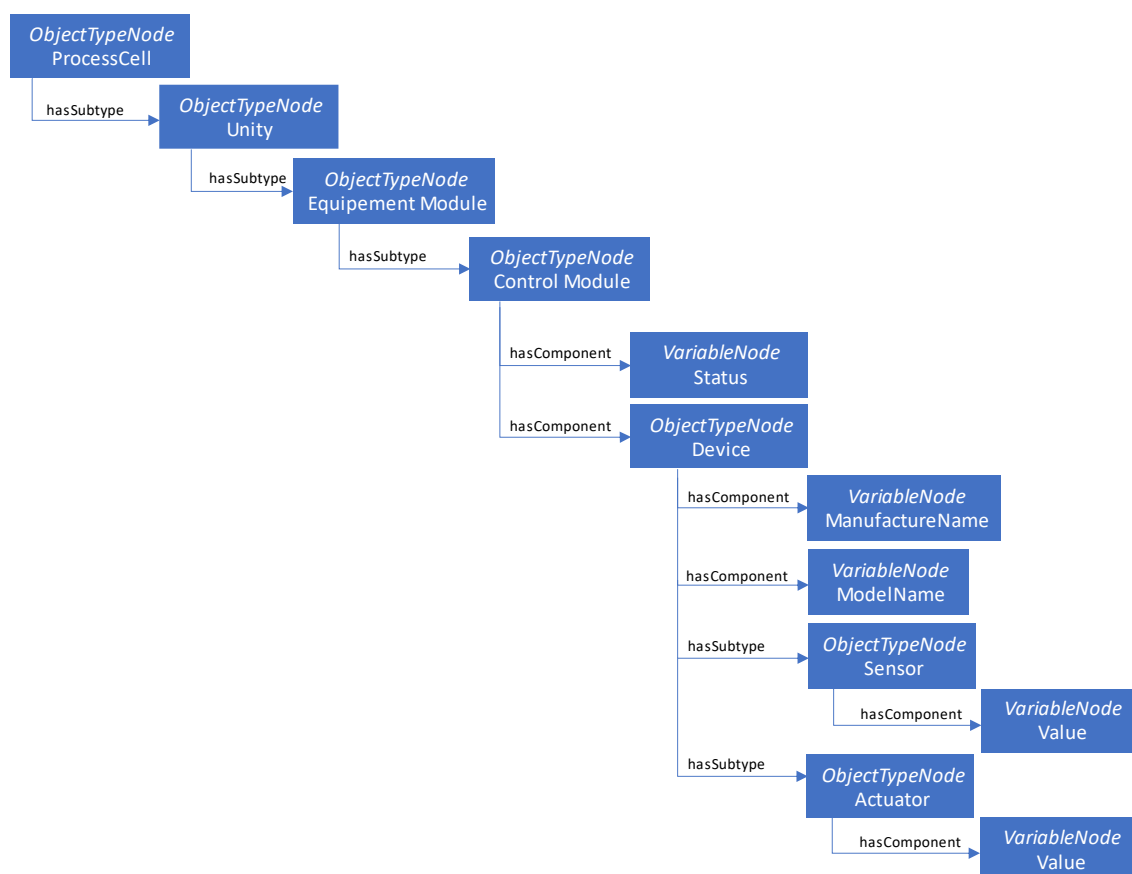 ObjectTypeNode
ProcessCell
hasSubtype
ObjectTypeNode
Unity
hasSubtype
ObjectTypeNode
Equipement Module
hasSubtype
ObjectTypeNode
Control Module
hasComponent
VariableNode
Status
hasComponent
ObjectTypeNode
Device
hasComponent
VariableNode
ManufactureName
hasComponent
VariableNode
ModelName
hasSubtype
ObjectTypeNode
Sensor
hasComponent
VariableNode
Value
hasSubtype
ObjectTypeNode
Actuator
hasComponent
VariableNode
Value